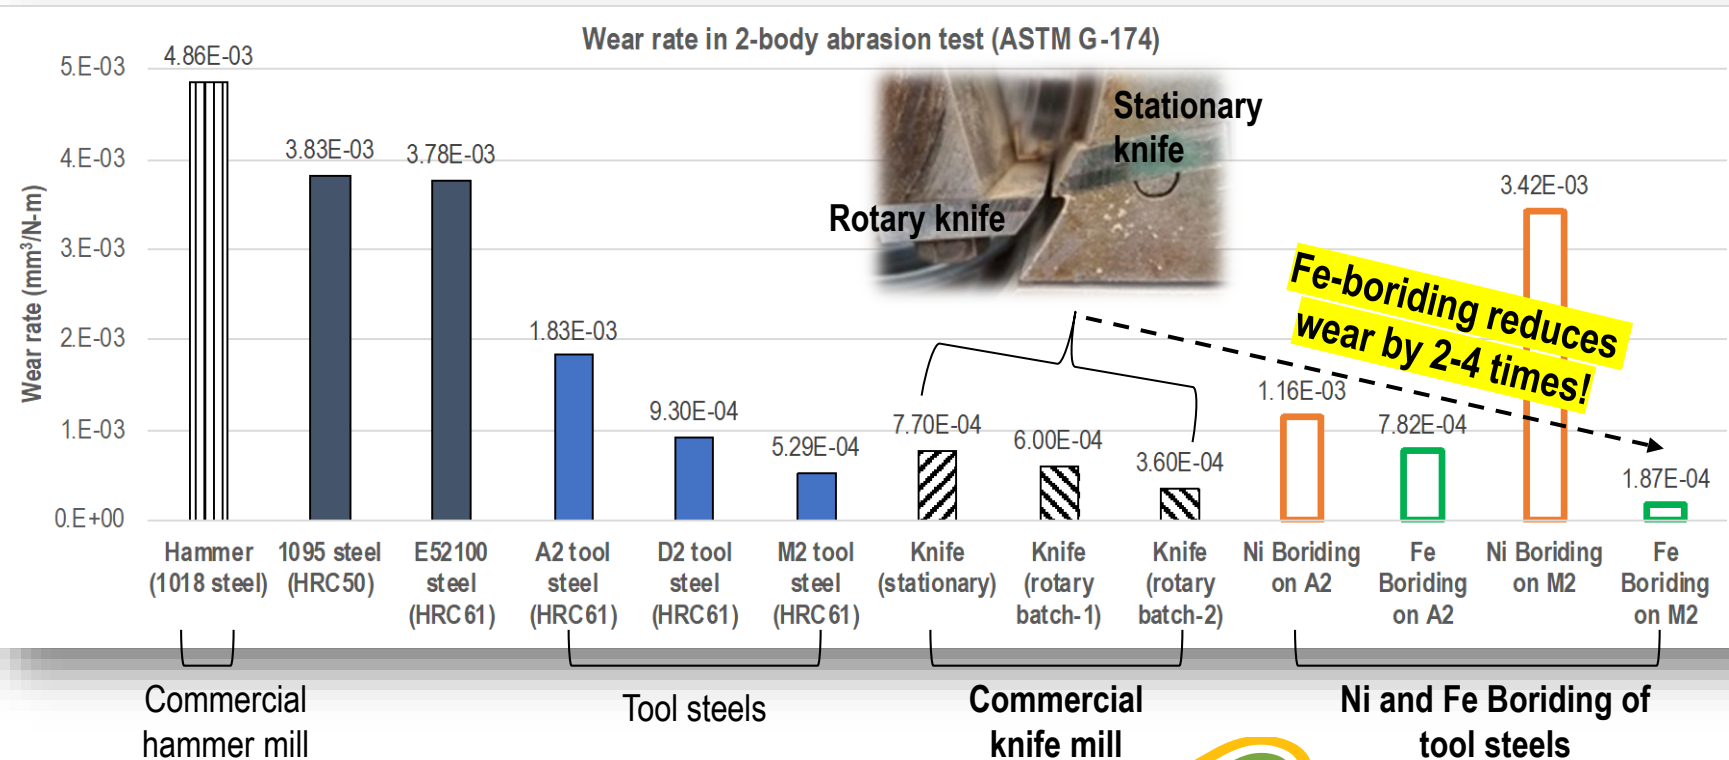 Wear rate in 2-body abrasion test (ASTM G-174)
Wear rate (mm³/N-m)
5.E-03
4.E-03
3.E-03
2.E-03
1.E-03
0.E+00
4.86E-03
3.83E-03
3.78E-03
1.83E-03
9.30E-04
5.29E-04
7.70E-04
6.00E-04
3.60E-04
1.16E-03
7.82E-04
3.42E-03
1.87E-04
Stationary
knife
Rotary knife
Fe-boriding reduces
wear by 2-4 times!
Hammer
(1018 steel)
1095 steel
(HRC50)
E52100
steel
(HRC61)
A2 tool
steel
(HRC61)
D2 tool
steel
(HRC61)
M2 tool
steel
(HRC61)
Knife
(stationary)
Knife
(rotary
batch-1)
Knife
(rotary
batch-2)
Ni Boriding
on A2
Fe
Boriding
on A2
Ni Boriding
on M2
Fe
Boriding
on M2
Commercial
hammer mill
Tool steels
Commercial
knife mill
Ni and Fe Boriding of
tool steels